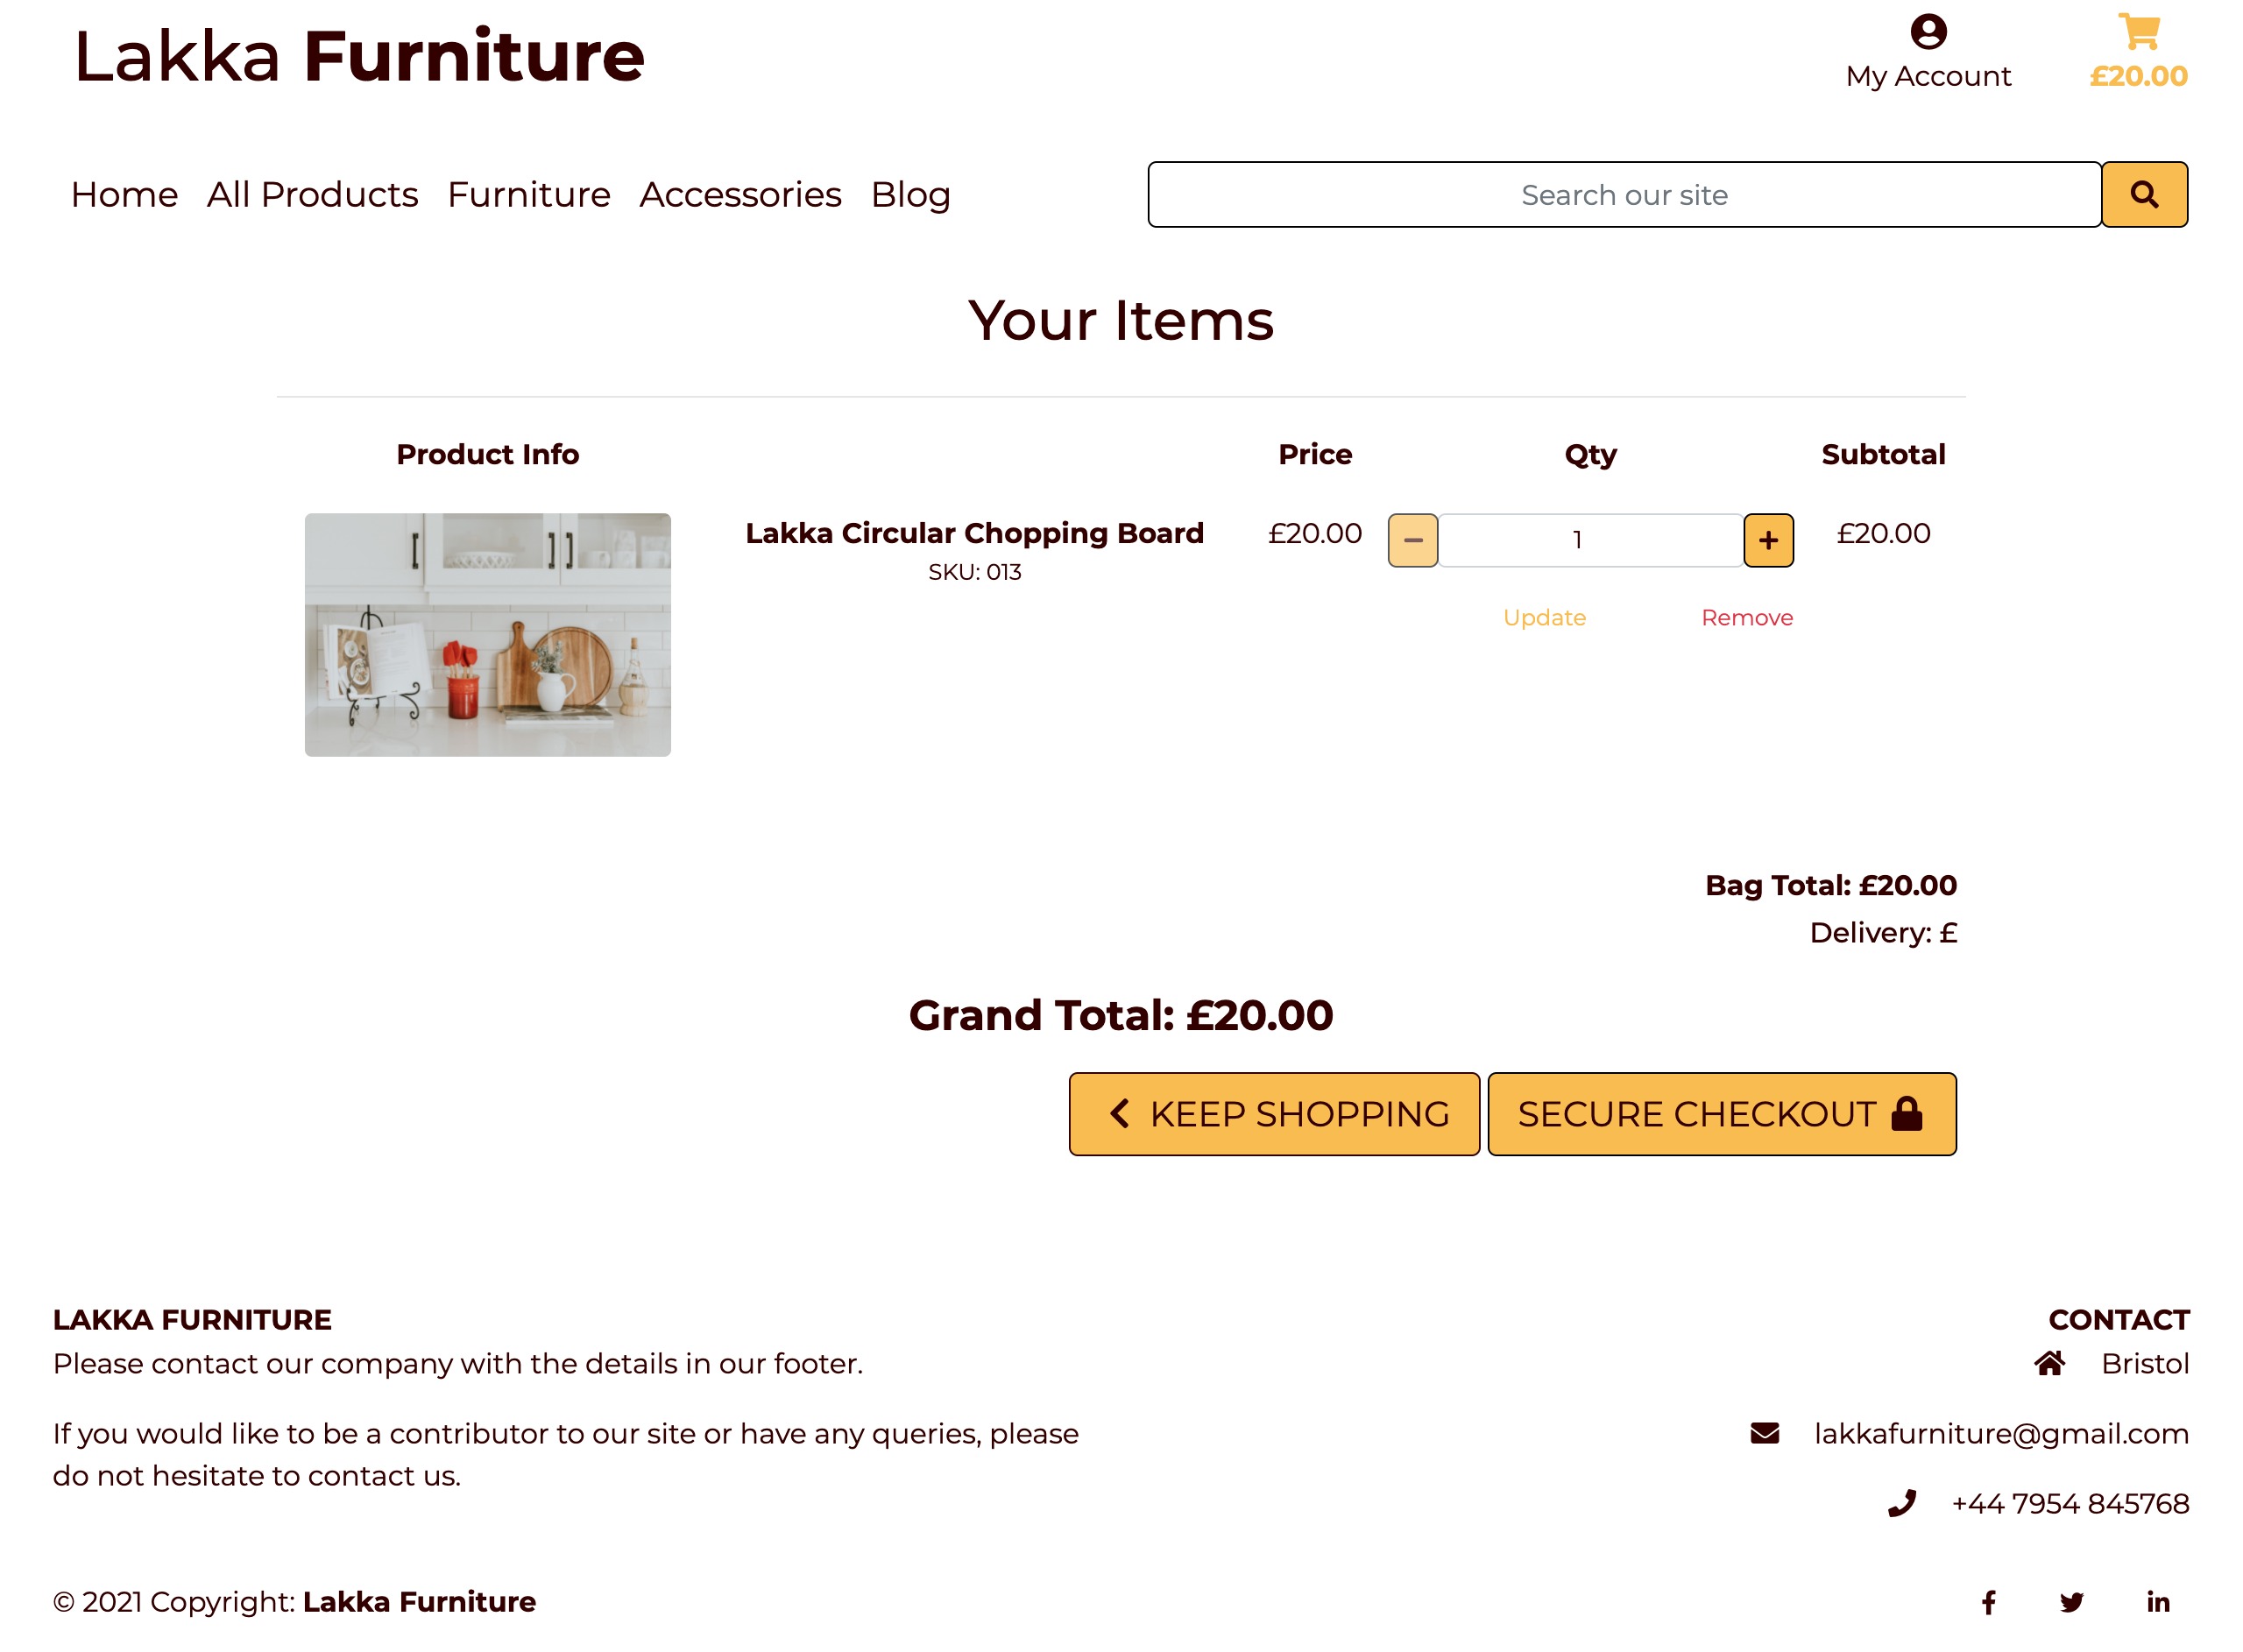 Lakka Furniture
My Account
£20.00
Home All Products Furniture Accessories Blog
Search our site
Your Items
Product Info Price Qty Subtotal
Lakka Circular Chopping Board £20.00 1 £20.00
SKU: 013
Update Remove
Bag Total: £20.00
Delivery: £
Grand Total: £20.00
KEEP SHOPPING SECURE CHECKOUT
LAKKA FURNITURE
Please contact our company with the details in our footer.
If you would like to be a contributor to our site or have any queries, please
do not hesitate to contact us.
CONTACT
Bristol
lakkafurniture@gmail.com
+44 7954 845768
© 2021 Copyright: Lakka Furniture